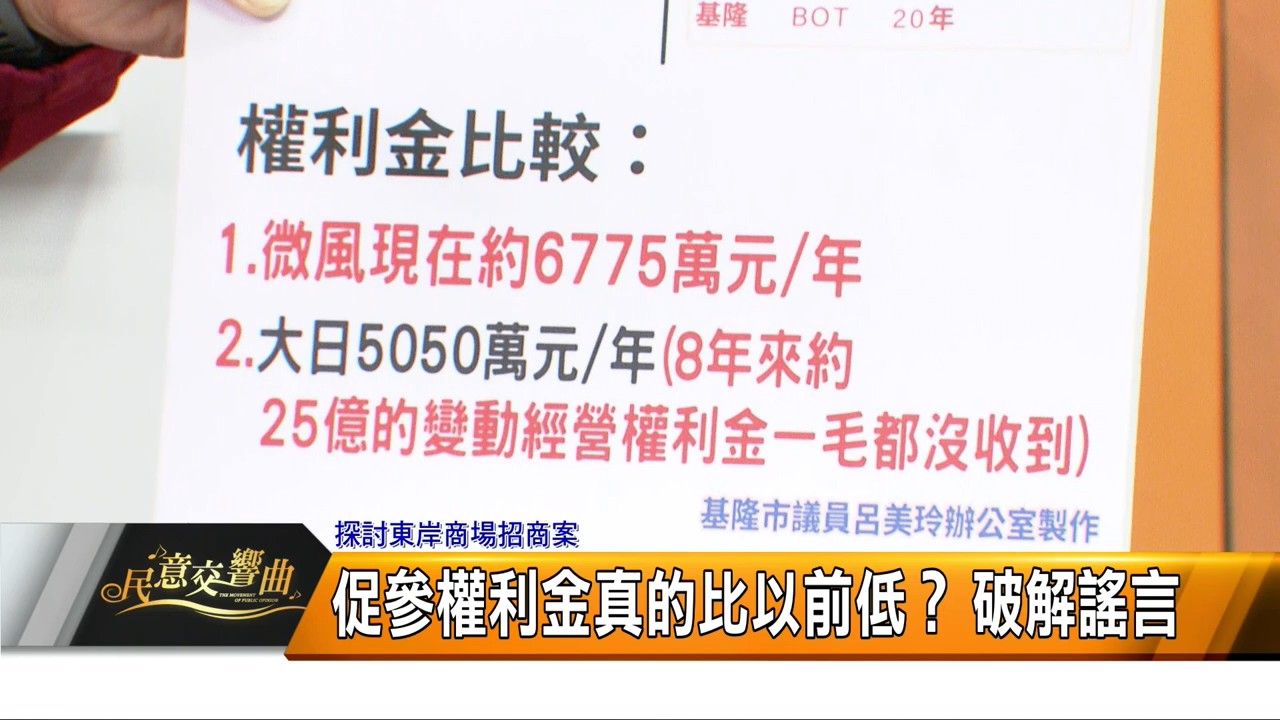 基隆 BOT 20年
權利金比較：
1.微風現在約6775萬元/年
2.大日5050萬元/年(8年來約
25億的變動經營權利金一毛都沒收到)
基隆市議員呂美玲辦公室製作
探討東岸商場招商案
民意交響曲
THE MOVEMENT
OF PUBLIC OPINION
促參權利金真的比以前低？ 破解謠言